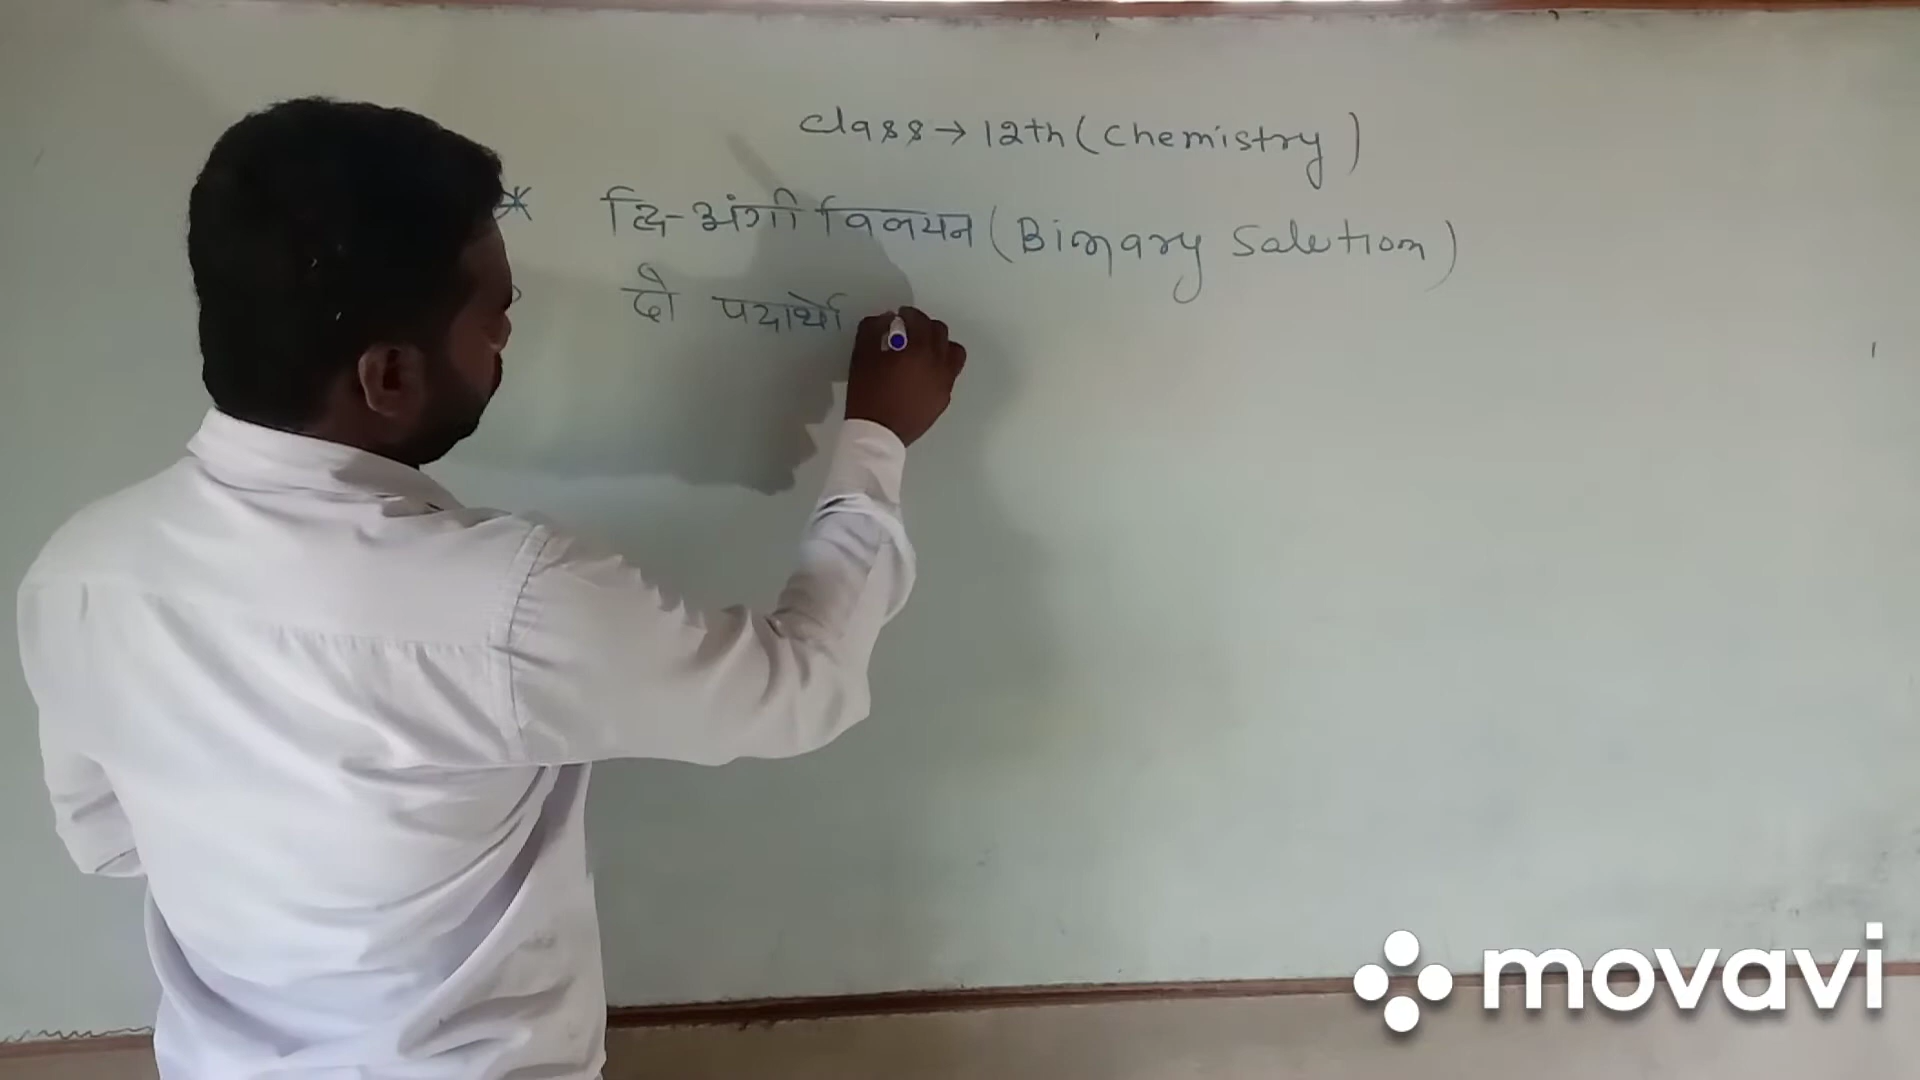 class → 12th (chemistry)
* द्वि-अंगी विलयन (Binary Solution)
दो पदार्थो
movavi